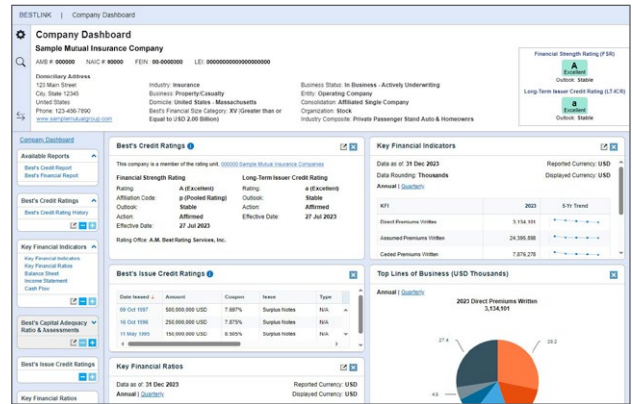 BESTLINK | Company Dashboard
Company Dashboard
Sample Mutual Insurance Company
AMB #: 000000 NAIC #: 00000 FEIN: 00-0000000 LEI: 00000000000000000000
Domiciliary Address
123 Main Street
City, State 12345
United States
Phone: 123-456-7890
www.samplemutualgroup.com
Industry: Insurance
Business: Property/Casualty
Domicile: United States - Massachusetts
Best's Financial Size Category: XV (Greater than or
Equal to USD 2.00 Billion)
Business Status: In Business - Actively Underwriting
Entity: Operating Company
Consolidation: Affiliated Single Company
Organization: Stock
Industry Composite: Private Passenger Stand Auto & Homeowners
Financial Strength Rating (FSR)
A
Excellent
Outlook: Stable
Long-Term Issuer Credit Rating (LT-ICR)
a
Excellent
Outlook: Stable
Company Dashboard
Available Reports
Best's Credit Report
Best's Financial Report
Best's Credit Ratings
Best's Credit Rating History
Key Financial Indicators
Key Financial Indicators
Key Financial Ratios
Balance Sheet
Income Statement
Cash Flow
Best's Capital Adequacy
Ratio & Assessments
Best's Issue Credit Ratings
Key Financial Ratios
Best's Credit Ratings
This company is a member of the rating unit. 000000 Sample Mutual Insurance Companies
Financial Strength Rating
Rating: A (Excellent)
Affiliation Code: p (Pooled Rating)
Outlook: Stable
Action: Affirmed
Effective Date: 27 Jul 2023
Long-Term Issuer Credit Rating
Rating: a (Excellent)
Outlook: Stable
Action: Affirmed
Effective Date: 27 Jul 2023
Rating Office: A.M. Best Rating Services, Inc.
Best's Issue Credit Ratings
Date Issued Amount Coupon Issue Type
09 Oct 1997 500,000,000 USD 7.697% Surplus Notes N/A
16 Oct 1996 250,000,000 USD 7.875% Surplus Notes N/A
11 May 1995 150,000,000 USD 8.505% Surplus Notes N/A
Key Financial Ratios
Data as of: 31 Dec 2023 Reported Currency: USD
Annual | Quarterly Displayed Currency: USD
Key Financial Indicators
Data as of: 31 Dec 2023 Reported Currency: USD
Data Rounding: Thousands Displayed Currency: USD
Annual | Quarterly
KFI 2023 5-Yr Trend
Direct Premiums Written 3,134,101
Assumed Premiums Written 24,395,898
Ceded Premiums Written 7,876,278
Top Lines of Business (USD Thousands)
Annual | Quarterly
2023 Direct Premiums Written
3,134,101
27.4
29.2